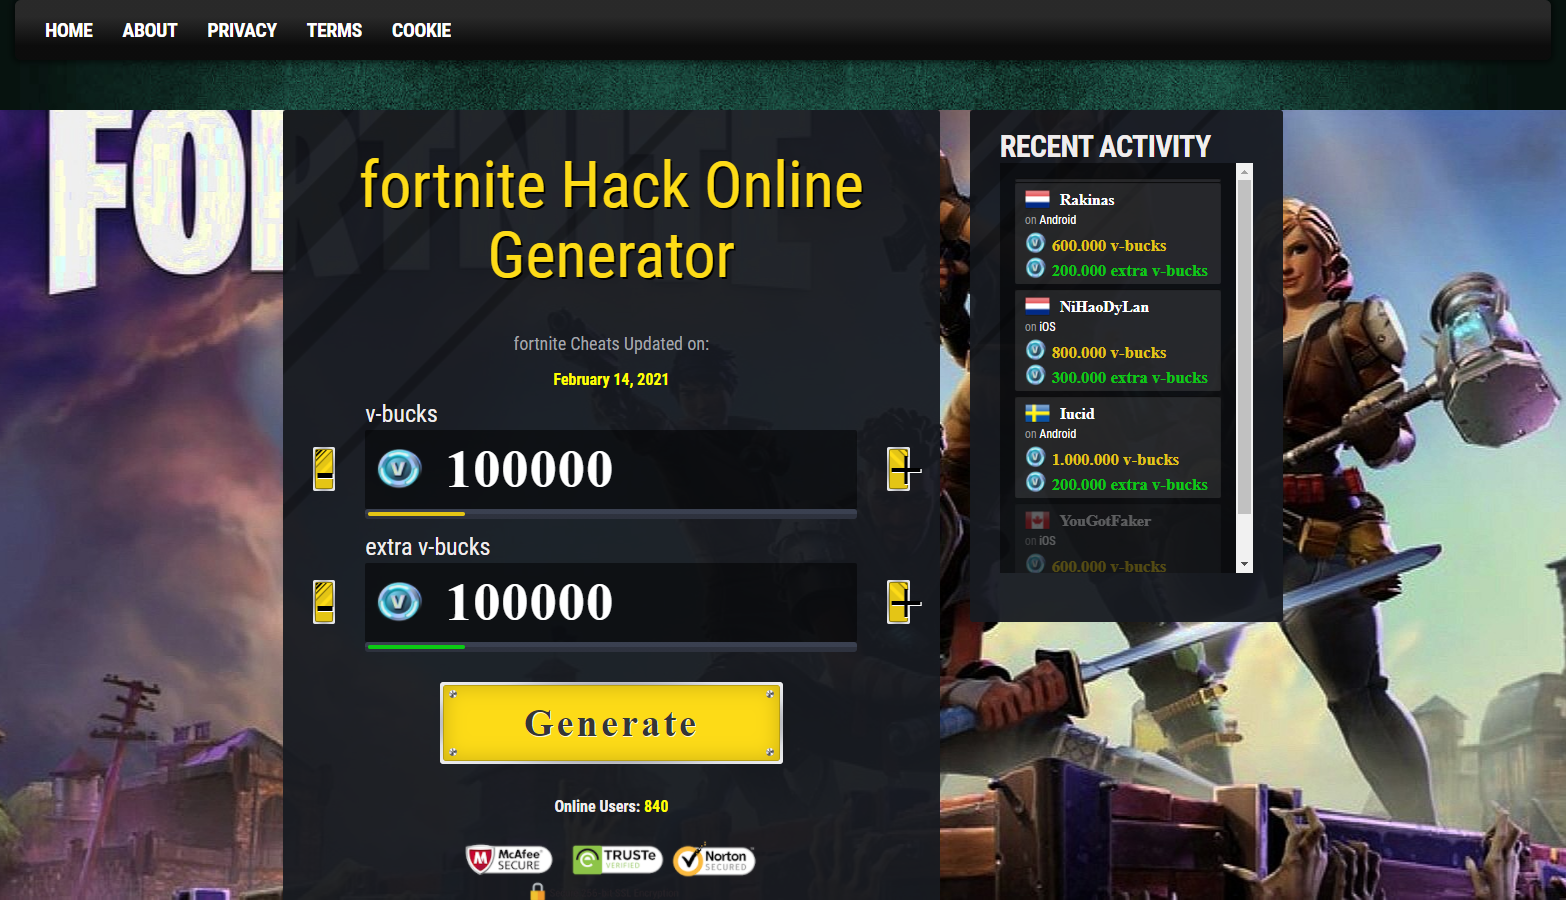 HOME ABOUT PRIVACY TERMS COOKIE
FORTNITE
fortnite Hack Online
Generator
fortnite Cheats Updated on:
February 14, 2021
v-bucks
100000
extra v-bucks
100000
Generate
Online Users: 840
McAfee SECURE
TRUSTe VERIFIED
Norton SECURED
RECENT ACTIVITY
Rakinas
on Android
600.000 v-bucks
200.000 extra v-bucks
NiHaoDyLan
on iOS
800.000 v-bucks
300.000 extra v-bucks
Iucid
on Android
1.000.000 v-bucks
200.000 extra v-bucks
YouGotFaker
on iOS
600.000 v-bucks